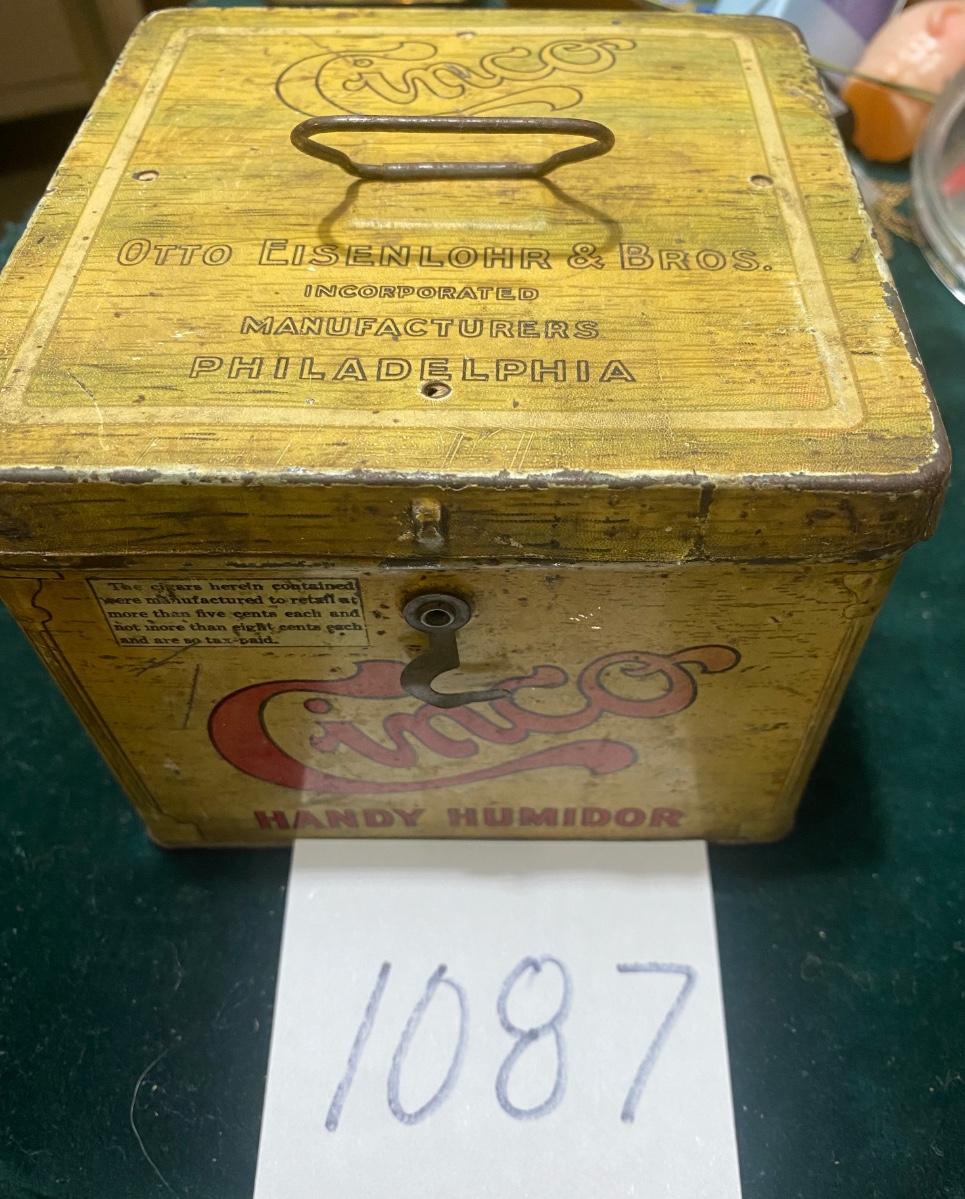 Cinco
OTTO EISENLOHR & BROS.
INCORPORATED
MANUFACTURERS
PHILADELPHIA
The cigars herein contained
were manufactured to retail at
more than five cents each and
not more than eight cents each
and are so tax-paid.
Cinco
HANDY HUMIDOR
1087